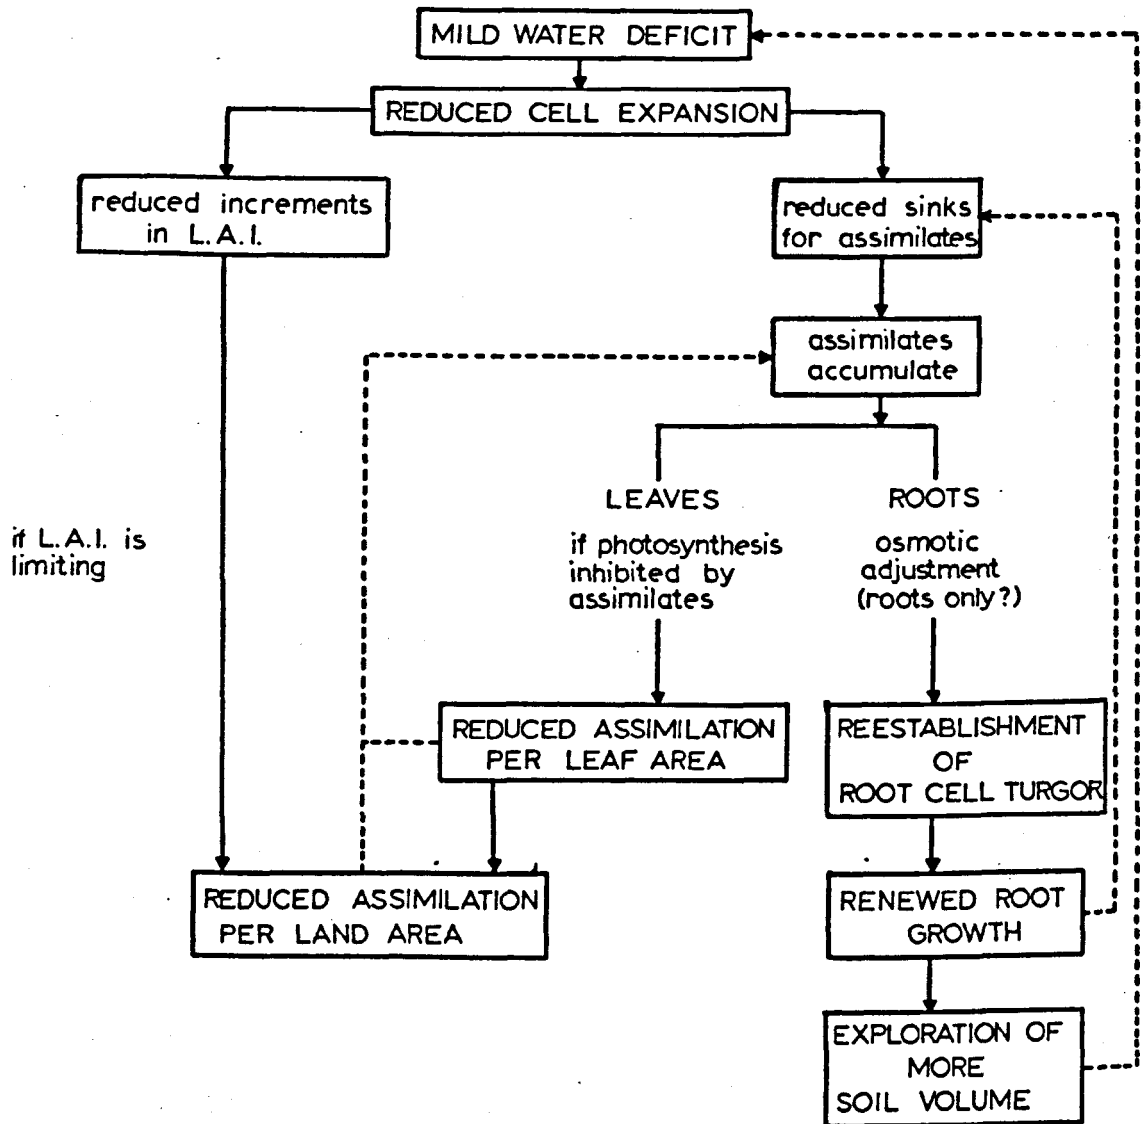 MILD WATER DEFICIT
REDUCED CELL EXPANSION
reduced increments
in L.A.I.
reduced sinks
for assimilates
assimilates
accumulate
LEAVES
if photosynthesis
inhibited by
assimilates
ROOTS
osmotic
adjustment
(roots only?)
if L.A.I. is
limiting
REDUCED ASSIMILATION
PER LEAF AREA
REESTABLISHMENT
OF
ROOT CELL TURGOR
REDUCED ASSIMILATION
PER LAND AREA
RENEWED ROOT
GROWTH
EXPLORATION OF
MORE
SOIL VOLUME